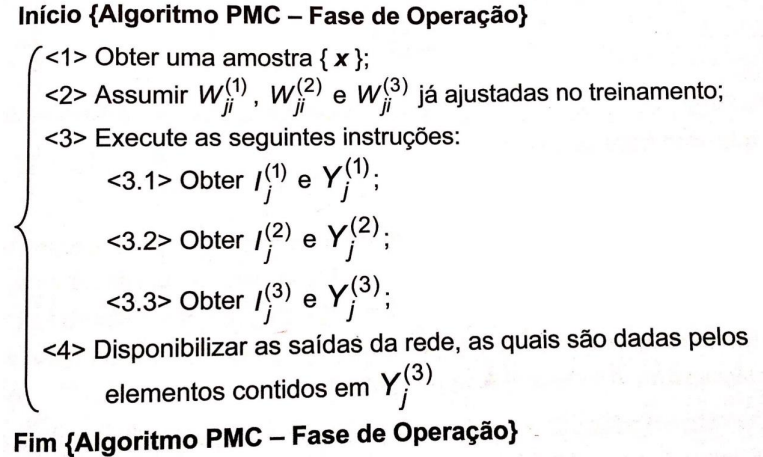 Início {Algoritmo PMC – Fase de Operação}
<1> Obter uma amostra { x };
<2> Assumir W_{ji}^{(1)} , W_{ji}^{(2)} e W_{ji}^{(3)} já ajustadas no treinamento;
<3> Execute as seguintes instruções:
<3.1> Obter I_j^{(1)} e Y_j^{(1)};
<3.2> Obter I_j^{(2)} e Y_j^{(2)};
<3.3> Obter I_j^{(3)} e Y_j^{(3)};
<4> Disponibilizar as saídas da rede, as quais são dadas pelos
elementos contidos em Y_j^{(3)}
Fim {Algoritmo PMC – Fase de Operação}